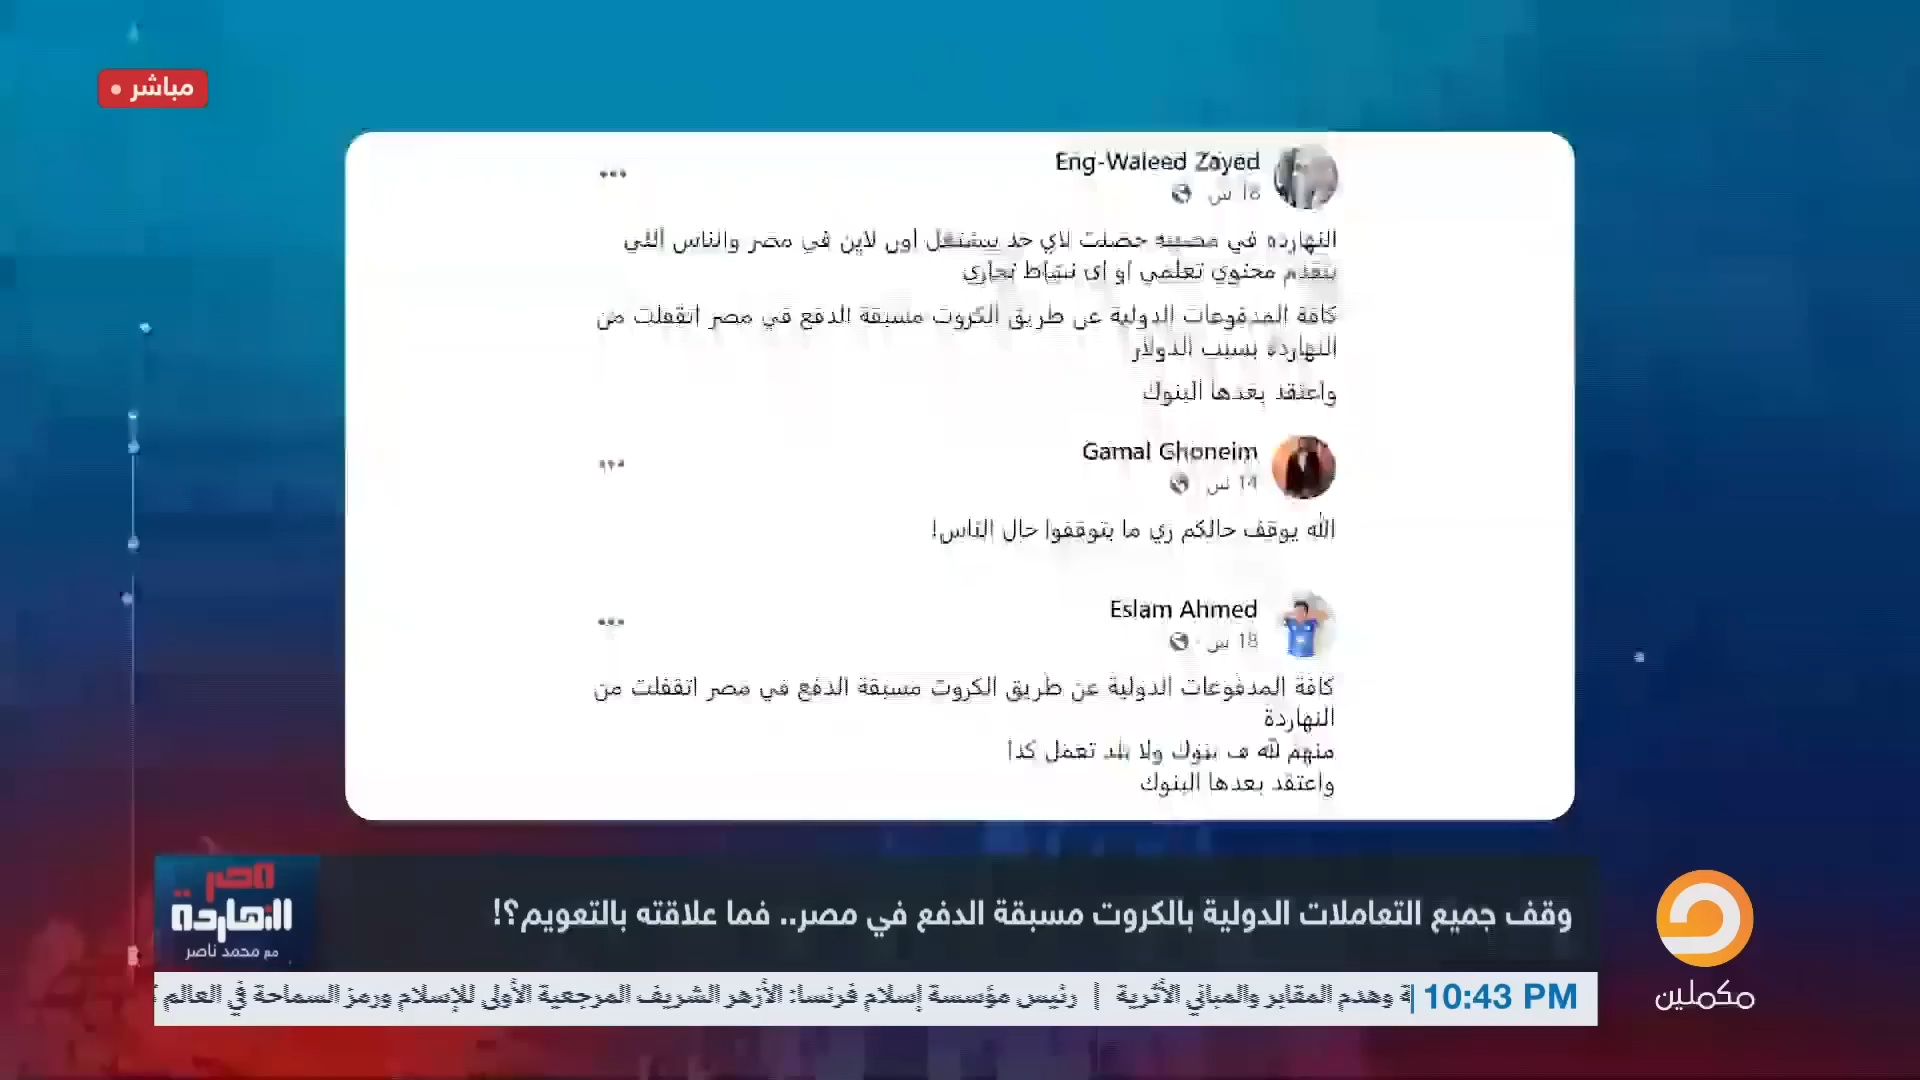 مباشر
Eng-Waleed Zayed
18 س
النهارده في مصيبه حصلت لاي حد بيشتغل اون لاين في مصر والناس اللي
بتقدم محتوي تعلمي او اى نشاط تجاري
كافة المدفوعات الدولية عن طريق الكروت مسبقة الدفع في مصر اتقفلت من
النهاردة بسبب الدولار
واعتقد بعدها البنوك
Gamal Ghoneim
14 س
الله يوقف حالكم زي ما بتوقفوا حال الناس!
Eslam Ahmed
18 س
كافة المدفوعات الدولية عن طريق الكروت مسبقة الدفع في مصر اتقفلت من
النهاردة
منهم لله ف بنوك ولا بلد تعمل كدا
واعتقد بعدها البنوك
مصر النهاردة
مع محمد ناصر
وقف جميع التعاملات الدولية بالكروت مسبقة الدفع في مصر.. فما علاقته بالتعويم؟!
10:43 PM
ة وهدم المقابر والمباني الأثرية | رئيس مؤسسة إسلام فرنسا: الأزهر الشريف المرجعية الأولى للإسلام ورمز السماحة في العالم
مكملين